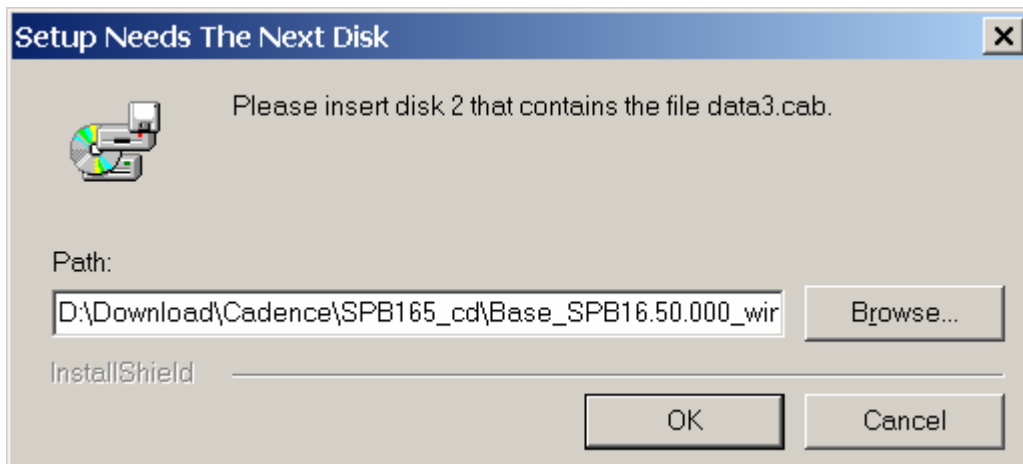 Setup Needs The Next Disk
Please insert disk 2 that contains the file data3.cab.
Path:
D:\Download\Cadence\SPB165_cd\Base_SPB16.50.000_wir
Browse...
InstallShield
OK
Cancel